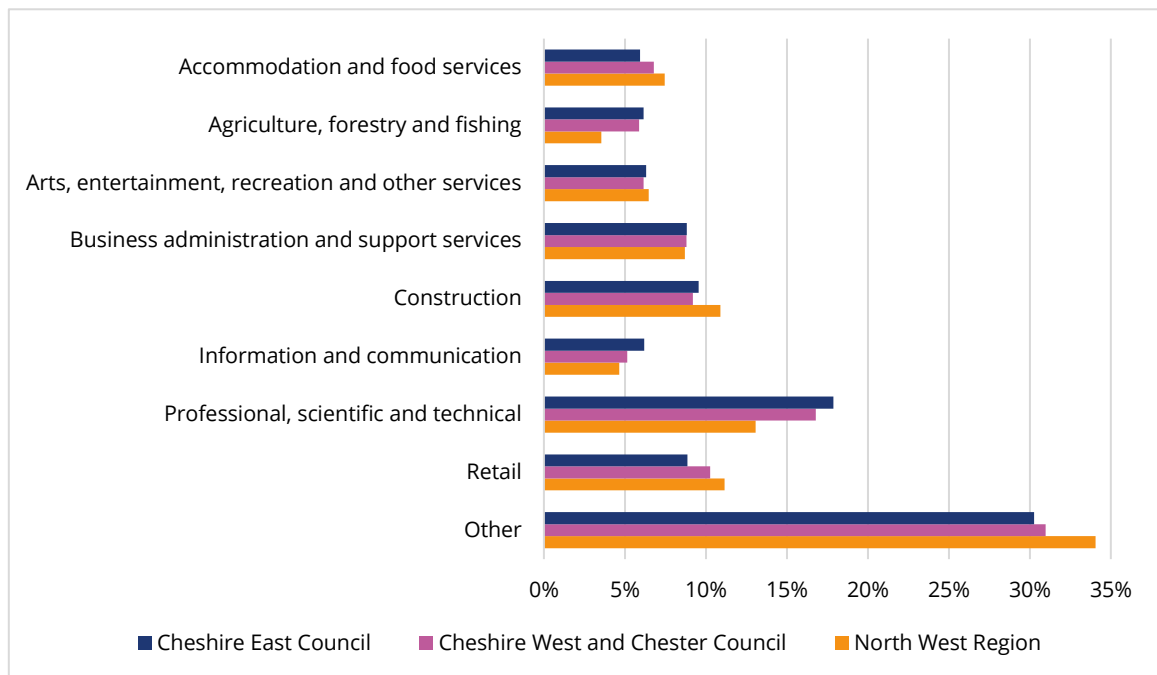 Accommodation and food services
Agriculture, forestry and fishing
Arts, entertainment, recreation and other services
Business administration and support services
Construction
Information and communication
Professional, scientific and technical
Retail
Other
0% 5% 10% 15% 20% 25% 30% 35%
Cheshire East Council Cheshire West and Chester Council North West Region